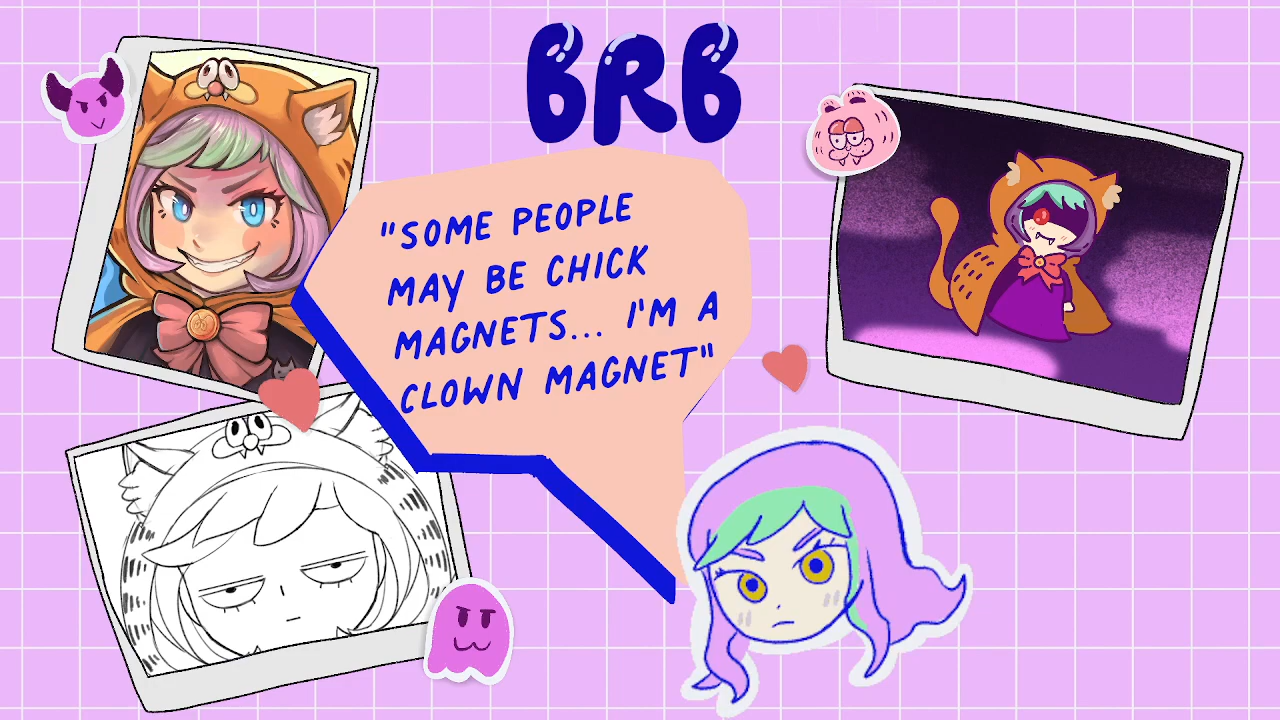 BRB
"SOME PEOPLE
MAY BE CHICK
MAGNETS... I'M A
CLOWN MAGNET"